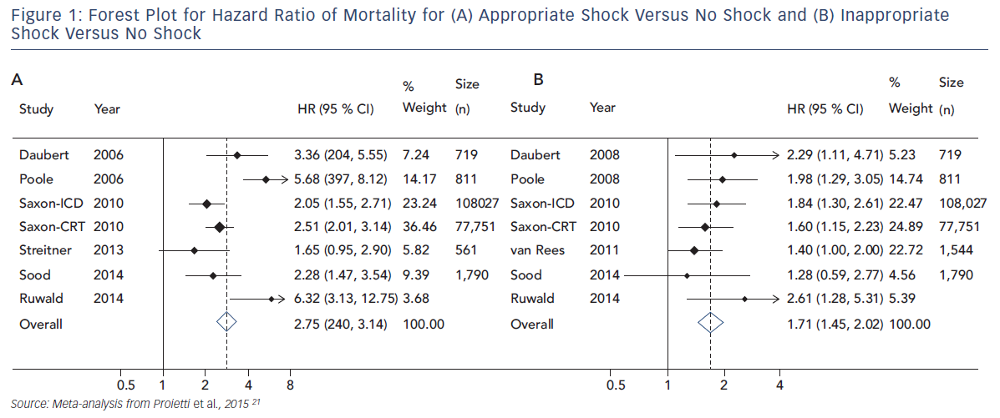 Figure 1: Forest Plot for Hazard Ratio of Mortality for (A) Appropriate Shock Versus No Shock and (B) Inappropriate
Shock Versus No Shock
A
Study Year HR (95 % CI) % Weight Size (n)
Daubert 2006 3.36 (204, 5.55) 7.24 719
Poole 2006 5.68 (397, 8.12) 14.17 811
Saxon-ICD 2010 2.05 (1.55, 2.71) 23.24 108027
Saxon-CRT 2010 2.51 (2.01, 3.14) 36.46 77,751
Streitner 2013 1.65 (0.95, 2.90) 5.82 561
Sood 2014 2.28 (1.47, 3.54) 9.39 1,790
Ruwald 2014 6.32 (3.13, 12.75) 3.68
Overall 2.75 (240, 3.14) 100.00
0.5 1 2 4 8
B
Study Year HR (95 % CI) % Weight Size (n)
Daubert 2008 2.29 (1.11, 4.71) 5.23 719
Poole 2008 1.98 (1.29, 3.05) 14.74 811
Saxon-ICD 2010 1.84 (1.30, 2.61) 22.47 108,027
Saxon-CRT 2010 1.60 (1.15, 2.23) 24.89 77,751
van Rees 2011 1.40 (1.00, 2.00) 22.72 1,544
Sood 2014 1.28 (0.59, 2.77) 4.56 1,790
Ruwald 2014 2.61 (1.28, 5.31) 5.39
Overall 1.71 (1.45, 2.02) 100.00
0.5 1 2 4
Source: Meta-analysis from Proietti et al., 2015 21